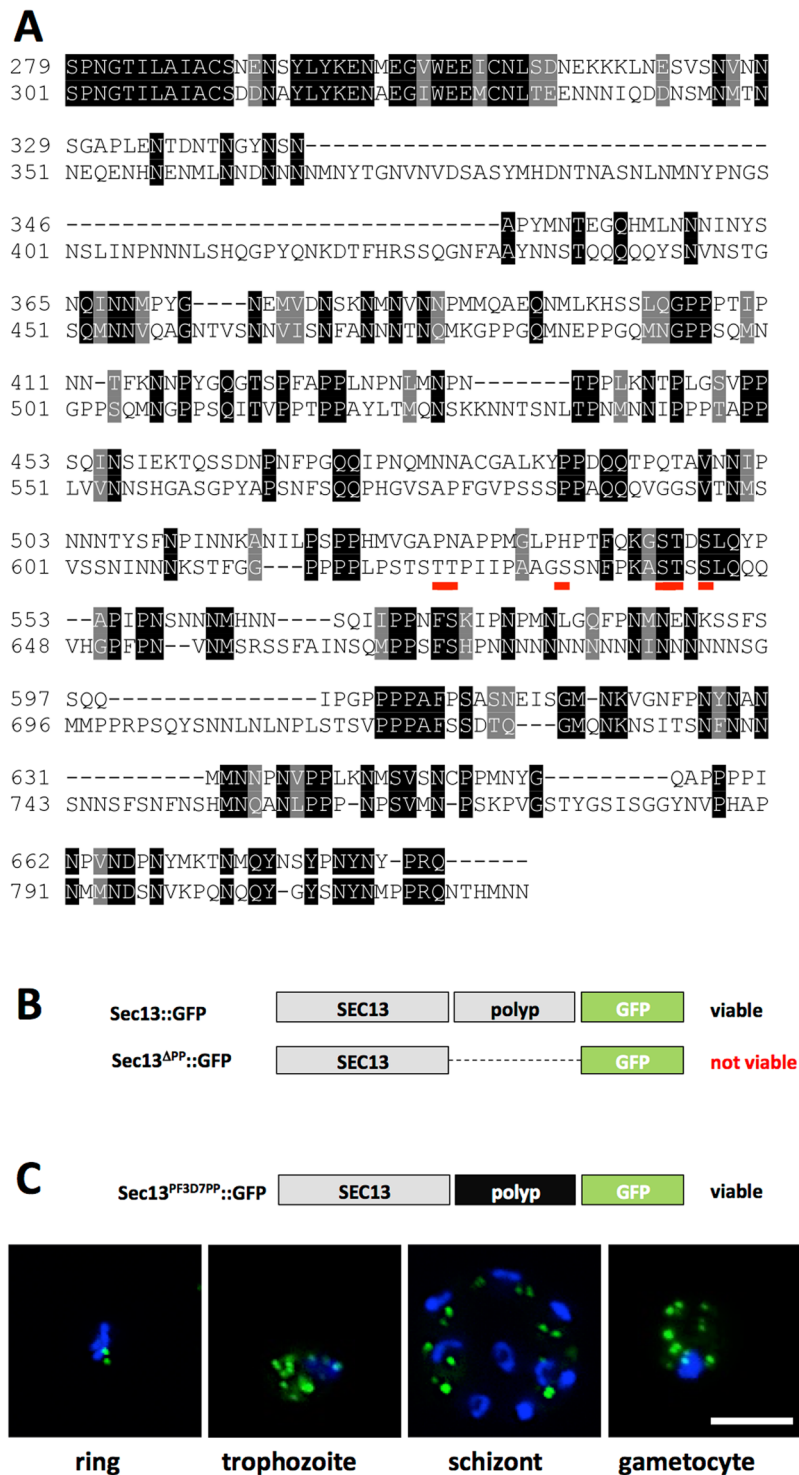 A
279 SPNGTILAIACSNENSYLYKENMEGVWEEICNLSDNEKKKLNESVSNVNN
301 SPNGTILAIACSDDNAYLYKENAEGIWEEMCNLTEENNNIQDDNSMNMTN
329 SGAPLENTDNTNGYNSN---------------------------------
351 NEQENHNENMLNNDNNNNMNYTGNVNVDSASYMHDNTNASNLNMNYPNGS
346 -------------------------------APYMNTEGQHMLNNNINYS
401 NSLINPNNNLSHQGPYQNKDTFHRSSQGNFAAYNNSTQQQQQYSNVNSTG
365 NQINNMPYG----NEMVDNSKNMNVNNPMMQAEQNMLKHSSLQGPPPTIP
451 SQMNNVQAGNTVSNNVISNFANNNTNQMKGPPGQMNEPPGQMNGPPSQMN
411 NN-TFKNNPYGQGTSPFAPPLNPNLMNPN-------TPPLKNTPLGSVPP
501 GPPSQMNGPPSQITVPPTPPAYLTMQNSKKNNTSNLTPNMNNIPPPTAPP
453 SQINSIEKTQSSDNPNFPGQQIPNQMNNACGALKYPPDQQTPQTAVNNIP
551 LVVNNSHGASGPYAPSNFSQQPHGVSAPFGVPSSSPPAQQQVGGSVTNMS
503 NNNTYSFNPINNKANILPSPPHMVGAPNAPPMGLPHPTFQKGSTDSLQYP
601 VSSNINNNKSTFGG--PPPPLPSTSTTPIIPAAGSSNFPKASTSSLQQQ
553 --APIPNSNNNMHNN----SQIIPPNFSKIPNPMNLGQFPNMNENKSSFS
648 VHGPFPN--VNMSRSSFAINSQMPPSFSHPNNNNNNNNNNNINNNNNNSG
597 SQQ---------------IPGPPPPAFPSASNEISGM-NKVGNFPNYNAN
696 MMPPRPSQYSNNLNLNPLSTSVPPPAFSSDTQ---GMQNKNSITSNFNNN
631 ----------MMNNPNVPPLKNMSVSNCPPMNYG---------QAPPPPI
743 SNNSFSNFNSHMNQANLPPP-NPSVMN-PSKPVGSTYGSISGGYNVPHAP
662 NPVNDPNYMKTNMQYNSYPNYNY-PRQ------
791 NMMNDSNVKPQNQQY-GYSNYNMPPRQNTHMNN
B
Sec13::GFP SEC13 polyp GFP viable
Sec13ΔPP::GFP SEC13 GFP not viable
C
Sec13PF3D7PP::GFP SEC13 polyp GFP viable
ring trophozoite schizont gametocyte